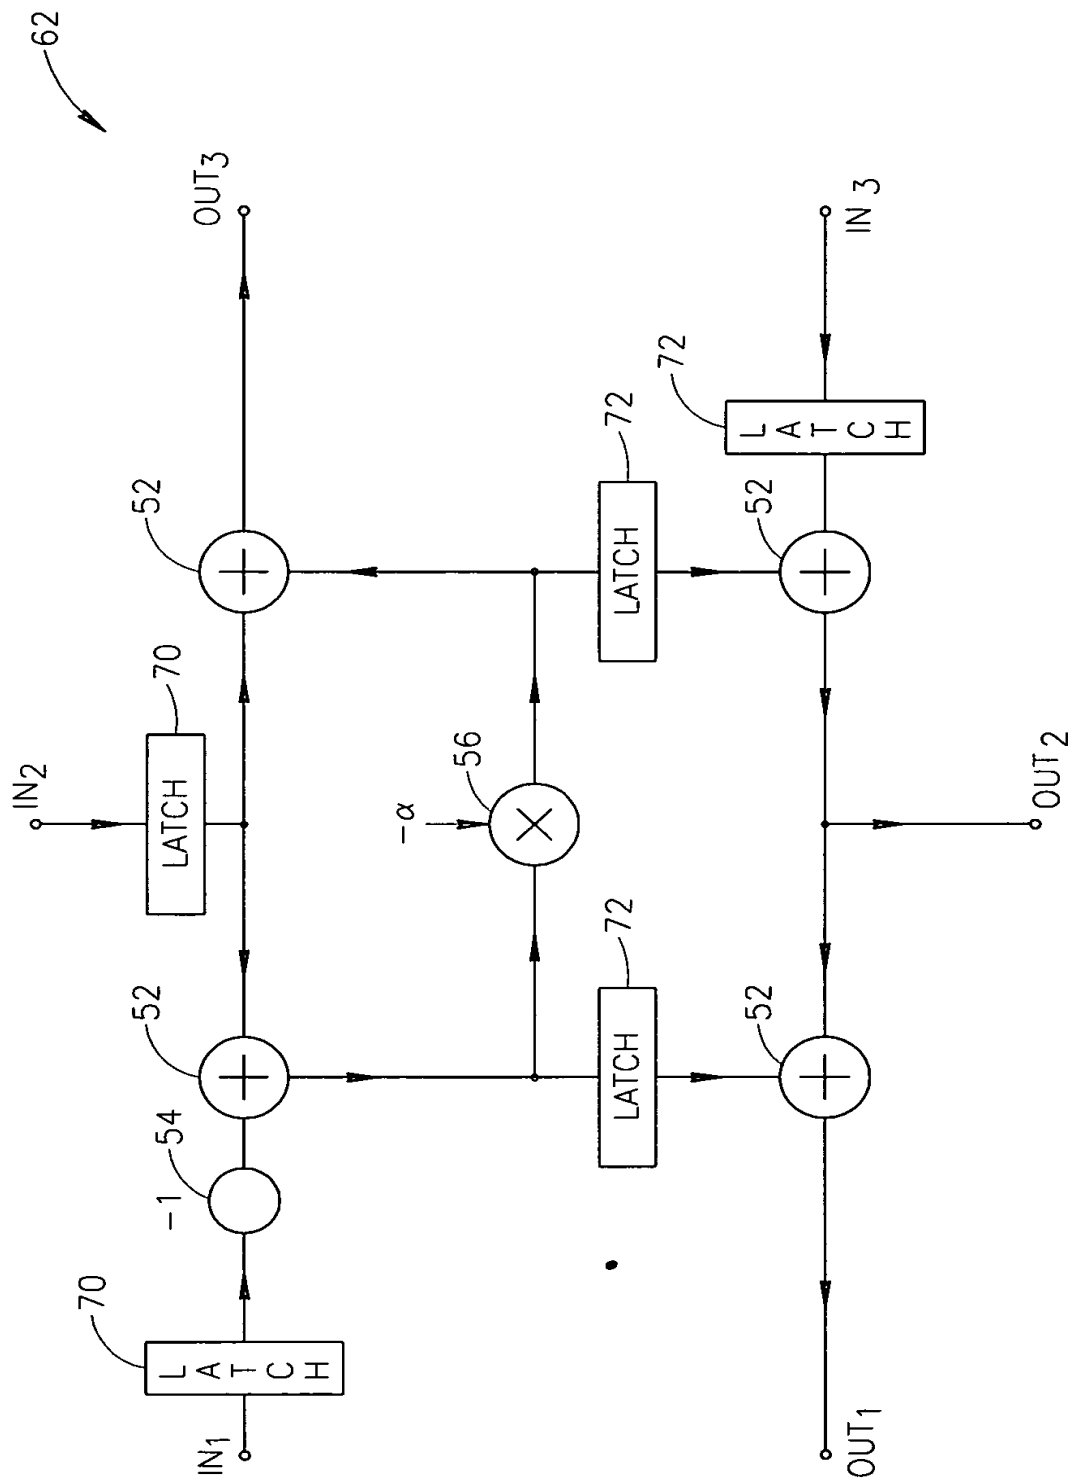 62
IN2
OUT3
70
LATCH
52
52
-1
54
70
LATCH
IN1
-α
56
72
LATCH
72
LATCH
72
LATCH
52
52
IN3
OUT1
OUT2